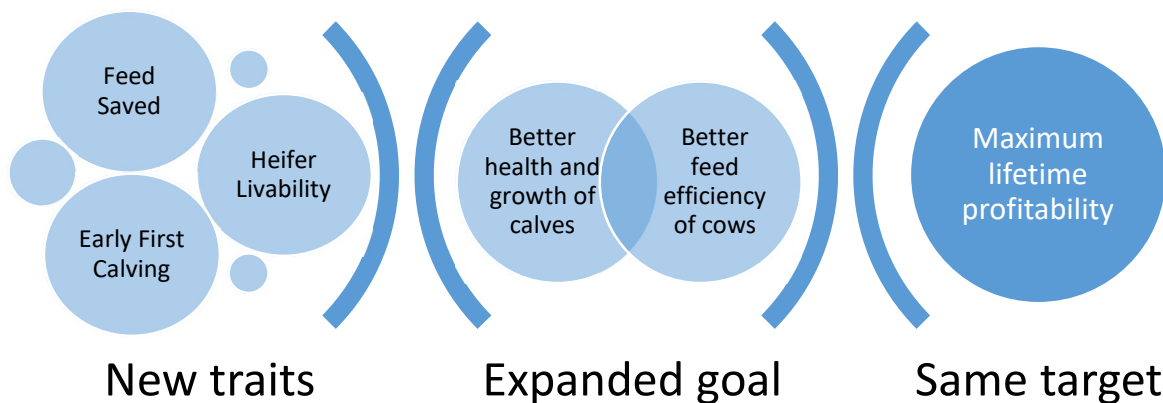 Feed
Saved
Heifer
Livability
Early First
Calving
Better
health and
growth of
calves
Better
feed
efficiency
of cows
Maximum
lifetime
profitability
New traits
Expanded goal
Same target